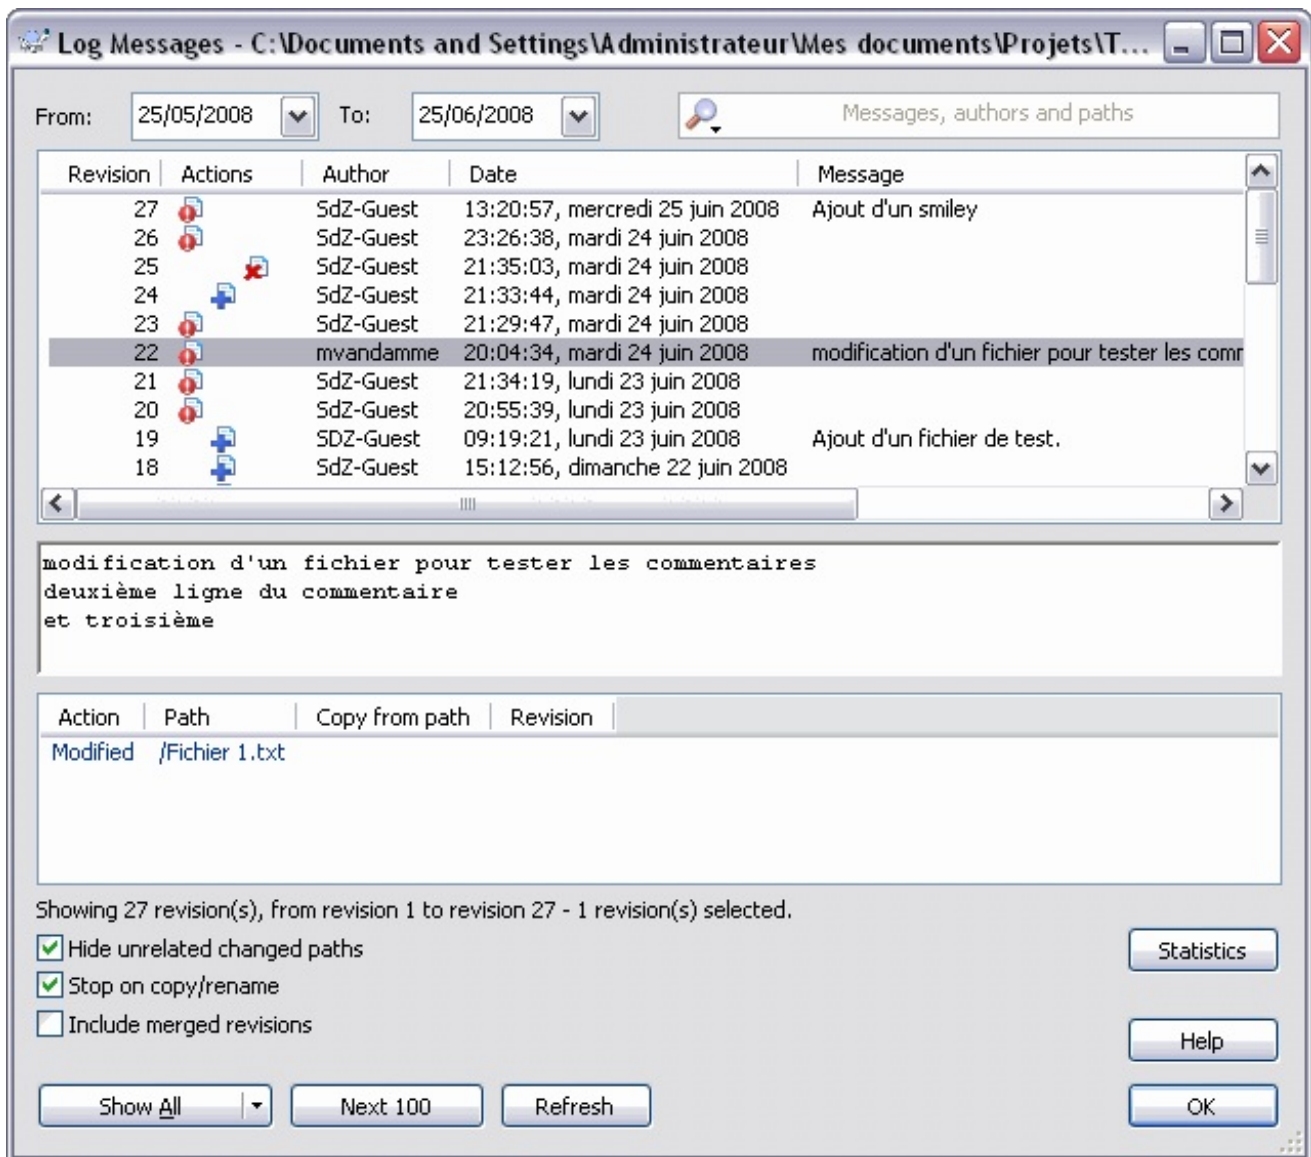 Log Messages - C:\Documents and Settings\Administrateur\Mes documents\Projets\T...
From: 25/05/2008 To: 25/06/2008 Messages, authors and paths
Revision Actions Author Date Message
27 SdZ-Guest 13:20:57, mercredi 25 juin 2008 Ajout d'un smiley
26 SdZ-Guest 23:26:38, mardi 24 juin 2008
25 SdZ-Guest 21:35:03, mardi 24 juin 2008
24 SdZ-Guest 21:33:44, mardi 24 juin 2008
23 SdZ-Guest 21:29:47, mardi 24 juin 2008
22 mvandamme 20:04:34, mardi 24 juin 2008 modification d'un fichier pour tester les comr
21 SdZ-Guest 21:34:19, lundi 23 juin 2008
20 SdZ-Guest 20:55:39, lundi 23 juin 2008
19 SDZ-Guest 09:19:21, lundi 23 juin 2008 Ajout d'un fichier de test.
18 SdZ-Guest 15:12:56, dimanche 22 juin 2008
modification d'un fichier pour tester les commentaires
deuxième ligne du commentaire
et troisième
Action Path Copy from path Revision
Modified /Fichier 1.txt
Showing 27 revision(s), from revision 1 to revision 27 - 1 revision(s) selected.
Hide unrelated changed paths
Statistics
Stop on copy/rename
Include merged revisions
Help
Show All Next 100 Refresh OK